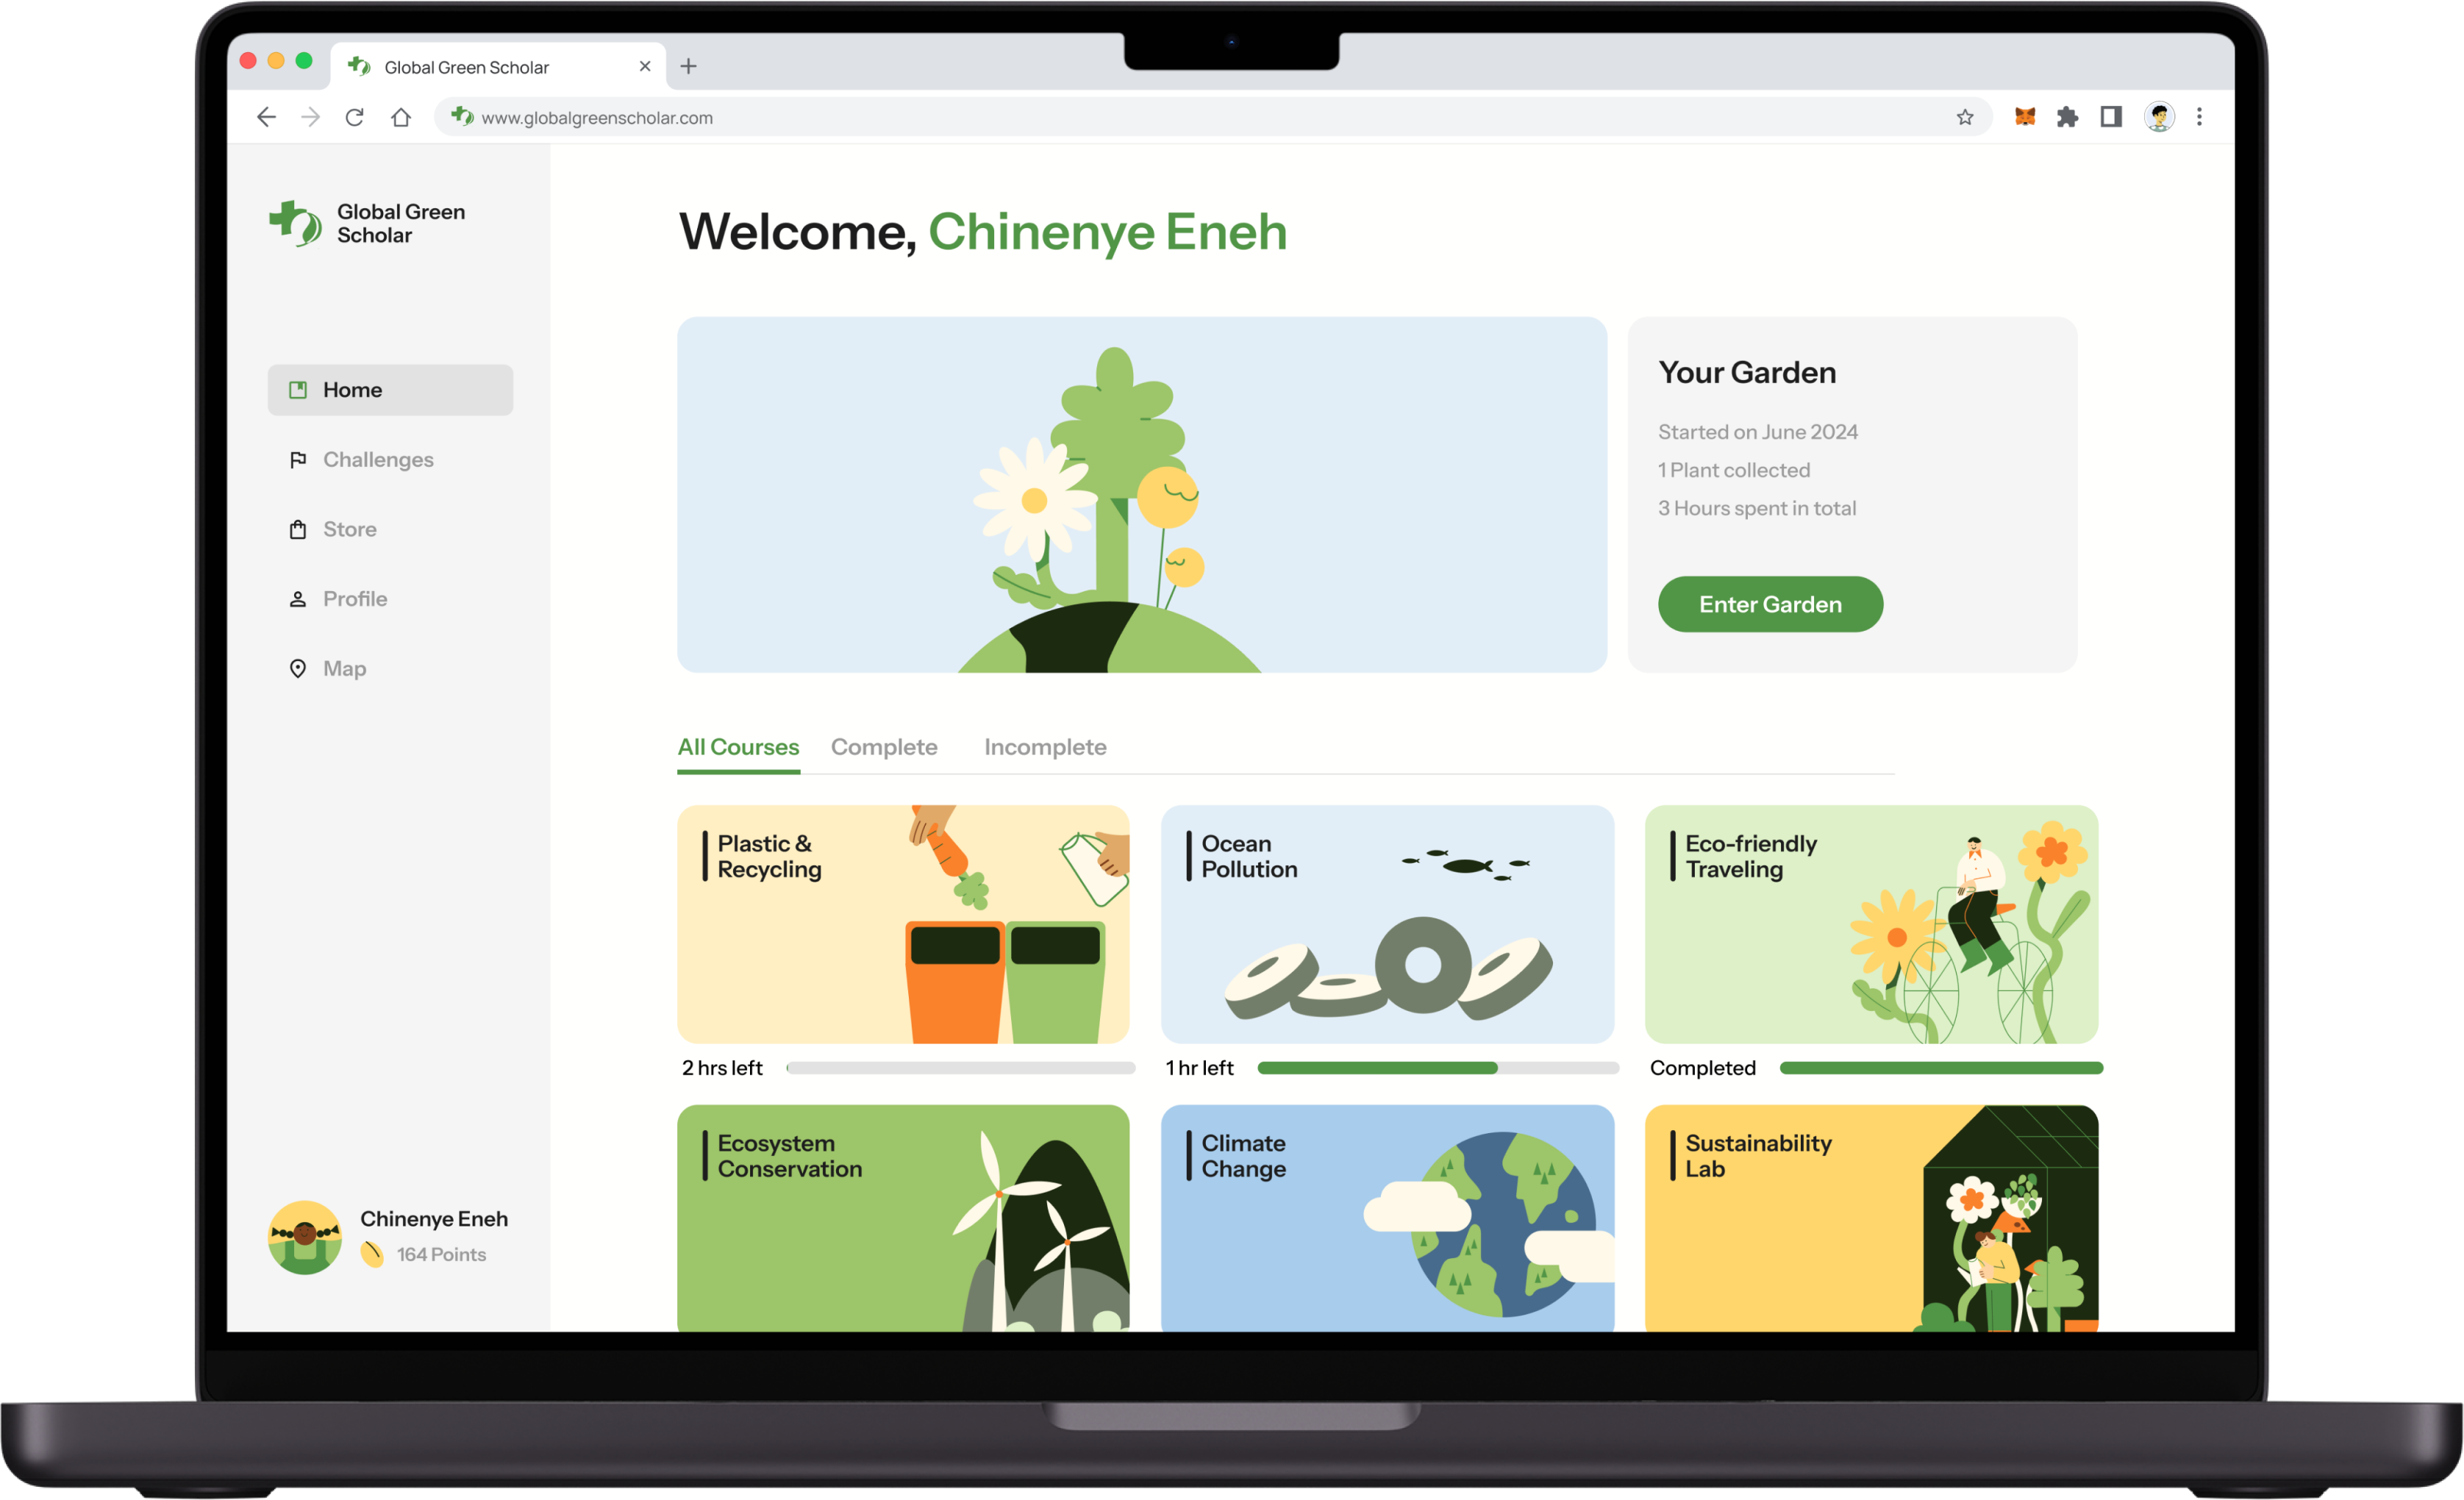 Global Green Scholar
www.globalgreenscholar.com
Global Green
Scholar
Home
Challenges
Store
Profile
Map
Chinenye Eneh
164 Points
Welcome, Chinenye Eneh
Your Garden
Started on June 2024
1 Plant collected
3 Hours spent in total
Enter Garden
All Courses
Complete
Incomplete
Plastic &
Recycling
2 hrs left
Ocean
Pollution
1 hr left
Eco-friendly
Traveling
Completed
Ecosystem
Conservation
Climate
Change
Sustainability
Lab